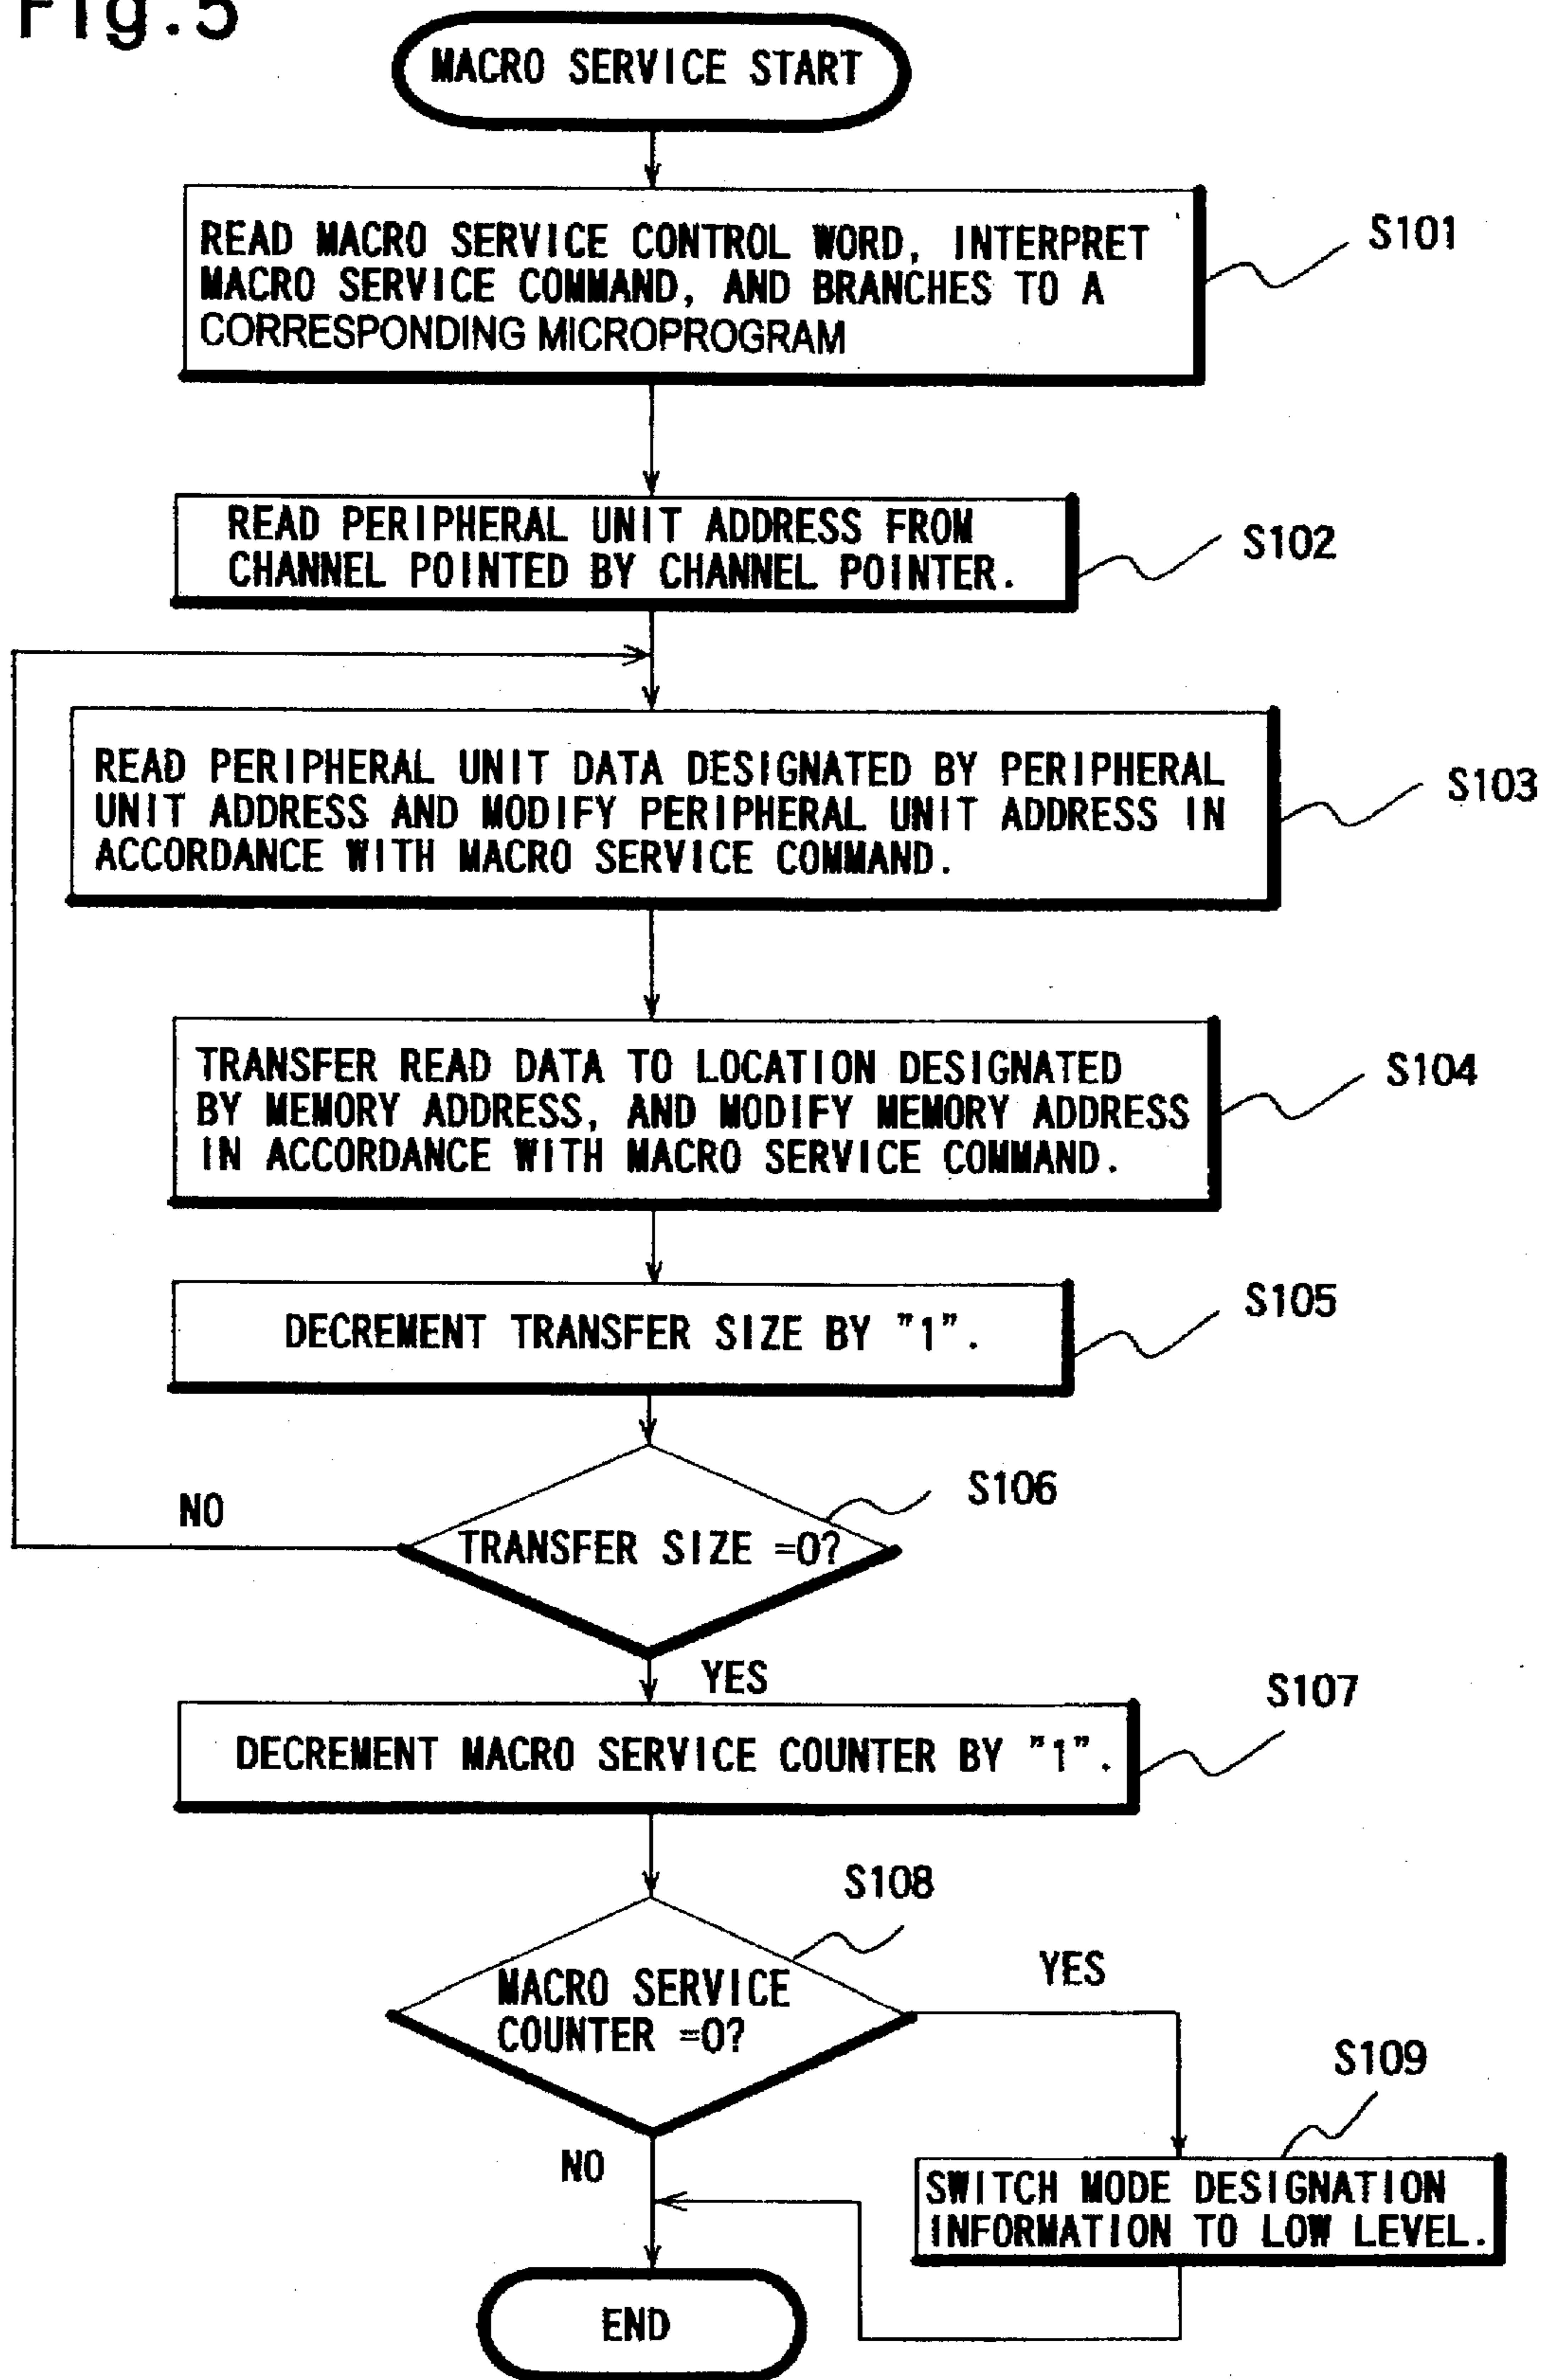 Fig.5
MACRO SERVICE START
READ MACRO SERVICE CONTROL WORD, INTERPRET
MACRO SERVICE COMMAND, AND BRANCHES TO A
CORRESPONDING MICROPROGRAM
S101
READ PERIPHERAL UNIT ADDRESS FROM
CHANNEL POINTED BY CHANNEL POINTER.
S102
READ PERIPHERAL UNIT DATA DESIGNATED BY PERIPHERAL
UNIT ADDRESS AND MODIFY PERIPHERAL UNIT ADDRESS IN
ACCORDANCE WITH MACRO SERVICE COMMAND.
S103
TRANSFER READ DATA TO LOCATION DESIGNATED
BY MEMORY ADDRESS, AND MODIFY MEMORY ADDRESS
IN ACCORDANCE WITH MACRO SERVICE COMMAND.
S104
DECREMENT TRANSFER SIZE BY "1".
S105
S106
NO
TRANSFER SIZE =0?
YES
S107
DECREMENT MACRO SERVICE COUNTER BY "1".
S108
MACRO SERVICE
COUNTER =0?
YES
S109
NO
SWITCH MODE DESIGNATION
INFORMATION TO LOW LEVEL.
END